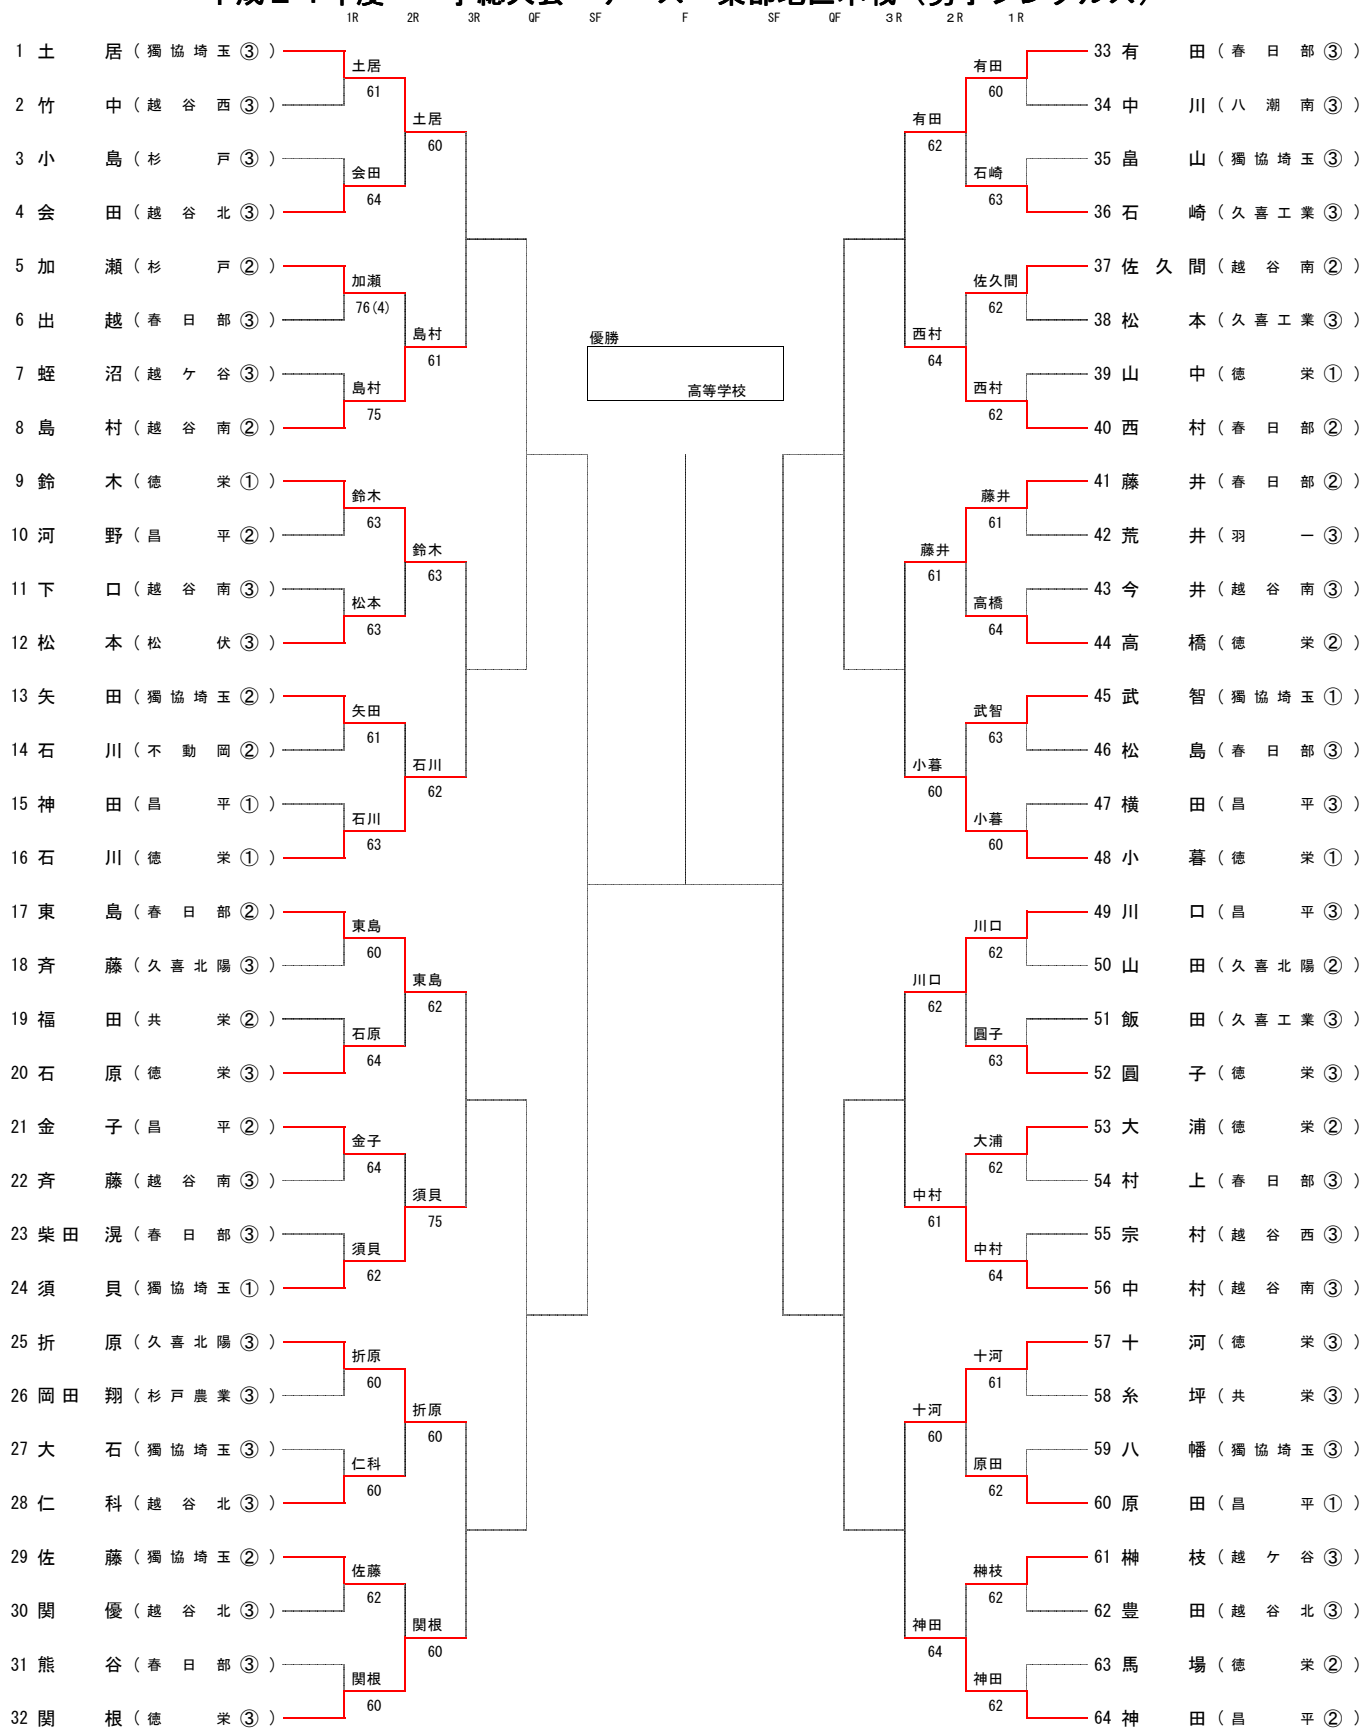 1R 2R 3R QF SF F SF QF 3R 2R 1R
1 土 居 ( 獨協埼玉 ③ )
土居
61
2 竹 中 ( 越谷西 ③ )
土居
60
3 小 島 ( 杉戸 ③ )
会田
64
4 会 田 ( 越谷北 ③ )
5 加 瀬 ( 杉戸 ② )
加瀬
76(4)
6 出 越 ( 春日部 ③ )
島村
61
7 蛭 沼 ( 越ケ谷 ③ )
島村
75
8 島 村 ( 越谷南 ② )
9 鈴 木 ( 徳栄 ① )
鈴木
63
10 河 野 ( 昌平 ② )
鈴木
63
11 下 口 ( 越谷南 ③ )
松本
63
12 松 本 ( 松伏 ③ )
13 矢 田 ( 獨協埼玉 ② )
矢田
61
14 石 川 ( 不動岡 ② )
石川
62
15 神 田 ( 昌平 ① )
石川
63
16 石 川 ( 徳栄 ① )
17 東 島 ( 春日部 ② )
東島
60
18 斉 藤 ( 久喜北陽 ③ )
東島
62
19 福 田 ( 共栄 ② )
石原
64
20 石 原 ( 徳栄 ③ )
21 金 子 ( 昌平 ② )
金子
64
22 斉 藤 ( 越谷南 ③ )
須貝
75
23 柴田 滉 ( 春日部 ③ )
須貝
62
24 須 貝 ( 獨協埼玉 ① )
25 折 原 ( 久喜北陽 ③ )
折原
60
26 岡田 翔 ( 杉戸農業 ③ )
折原
60
27 大 石 ( 獨協埼玉 ③ )
仁科
60
28 仁 科 ( 越谷北 ③ )
29 佐 藤 ( 獨協埼玉 ② )
佐藤
62
30 関 優 ( 越谷北 ③ )
関根
60
31 熊 谷 ( 春日部 ③ )
関根
60
32 関 根 ( 徳栄 ③ )
優勝
高等学校
33 有 田 ( 春日部 ③ )
有田
60
34 中 川 ( 八潮南 ③ )
有田
62
35 畠 山 ( 獨協埼玉 ③ )
石崎
63
36 石 崎 ( 久喜工業 ③ )
37 佐久間 ( 越谷南 ② )
佐久間
62
38 松 本 ( 久喜工業 ③ )
西村
64
39 山 中 ( 徳栄 ① )
西村
62
40 西 村 ( 春日部 ② )
41 藤 井 ( 春日部 ② )
藤井
61
42 荒 井 ( 羽一 ③ )
藤井
61
43 今 井 ( 越谷南 ③ )
高橋
64
44 高 橋 ( 徳栄 ② )
45 武 智 ( 獨協埼玉 ① )
武智
63
46 松 島 ( 春日部 ③ )
小暮
60
47 横 田 ( 昌平 ③ )
小暮
60
48 小 暮 ( 徳栄 ① )
49 川 口 ( 昌平 ③ )
川口
62
50 山 田 ( 久喜北陽 ② )
川口
62
51 飯 田 ( 久喜工業 ③ )
圓子
63
52 圓 子 ( 徳栄 ③ )
53 大 浦 ( 徳栄 ② )
大浦
62
54 村 上 ( 春日部 ③ )
中村
61
55 宗 村 ( 越谷西 ③ )
中村
64
56 中 村 ( 越谷南 ③ )
57 十 河 ( 徳栄 ③ )
十河
61
58 糸 坪 ( 共栄 ③ )
十河
60
59 八 幡 ( 獨協埼玉 ③ )
原田
62
60 原 田 ( 昌平 ① )
61 榊 枝 ( 越ケ谷 ③ )
榊枝
62
62 豊 田 ( 越谷北 ③ )
神田
64
63 馬 場 ( 徳栄 ② )
神田
62
64 神 田 ( 昌平 ② )